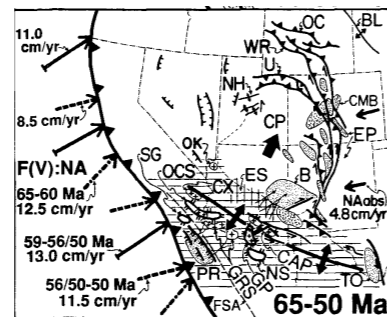 OC
BL
11.0
cm/yr
WR
U
NH
CMB
8.5 cm/yr
CP
EP
OK
F(V):NA
SG
OCS
ES
B
NAabs
4.8cm/yr
65-60 Ma
12.5 cm/yr
CX
59-56/50 Ma
13.0 cm/yr
CAP
56/50-50 Ma
11.5 cm/yr
PR
GRS
GP
NS
TO
FSA
65-50 Ma